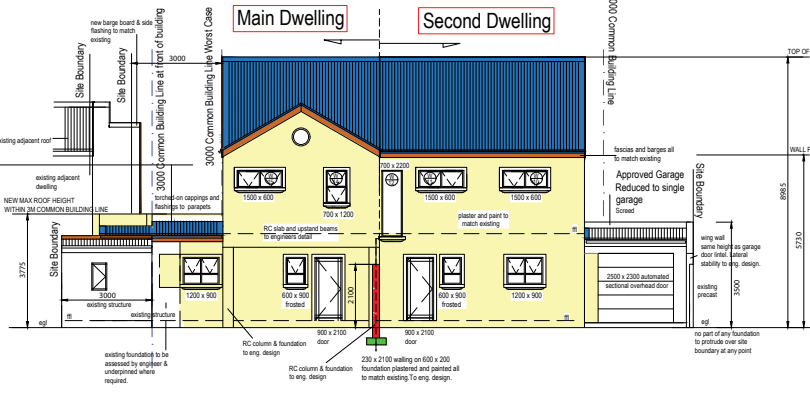 Main Dwelling
Second Dwelling
new barge board & side
flashing to match
existing
3000
Site Boundary
Site Boundary
3000 Common Building Line at front of building
3000 Common Building Line Worst Case
3000 Common Building Line
TOP OF
existing adjacent roof
existing adjacent
dwelling
NEW MAX ROOF HEIGHT
WITHIN 3M COMMON BUILDING LINE
torched-on cappings and
flashings to parapets
1500 x 600
700 x 1200
700 x 2200
1500 x 600
1500 x 600
fascias and barges all
to match existing
WALL
Approved Garage
Reduced to single
garage
Screed
Site Boundary
8985
5730
RC slab and upstand beams
to engineers detail
plaster and paint to
match existing
ffl
wing wall
same height as garage
door lintel. Lateral
stability to eng. design.
3775
Site Boundary
3000
existing structure
ffl
egl
existing structure
1200 x 900
600 x 900
frosted
2100
600 x 900
frosted
1200 x 900
ffl
2500 x 2300 automated
sectional overhead door
existing
precast
3500
egl
900 x 2100
door
900 x 2100
door
existing foundation to be
assessed by engineer &
underpinned where
required.
RC column & foundation
to eng. design
RC column & foundation
to eng. design
230 x 2100 walling on 600 x 200
foundation plastered and painted all
to match existing.To eng. design.
no part of any foundation
to protrude over site
boundary at any point